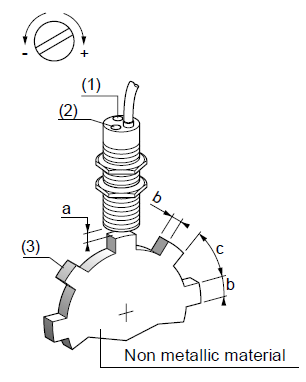 - +
(1)
(2)
a
b
c
(3)
b
Non metallic material